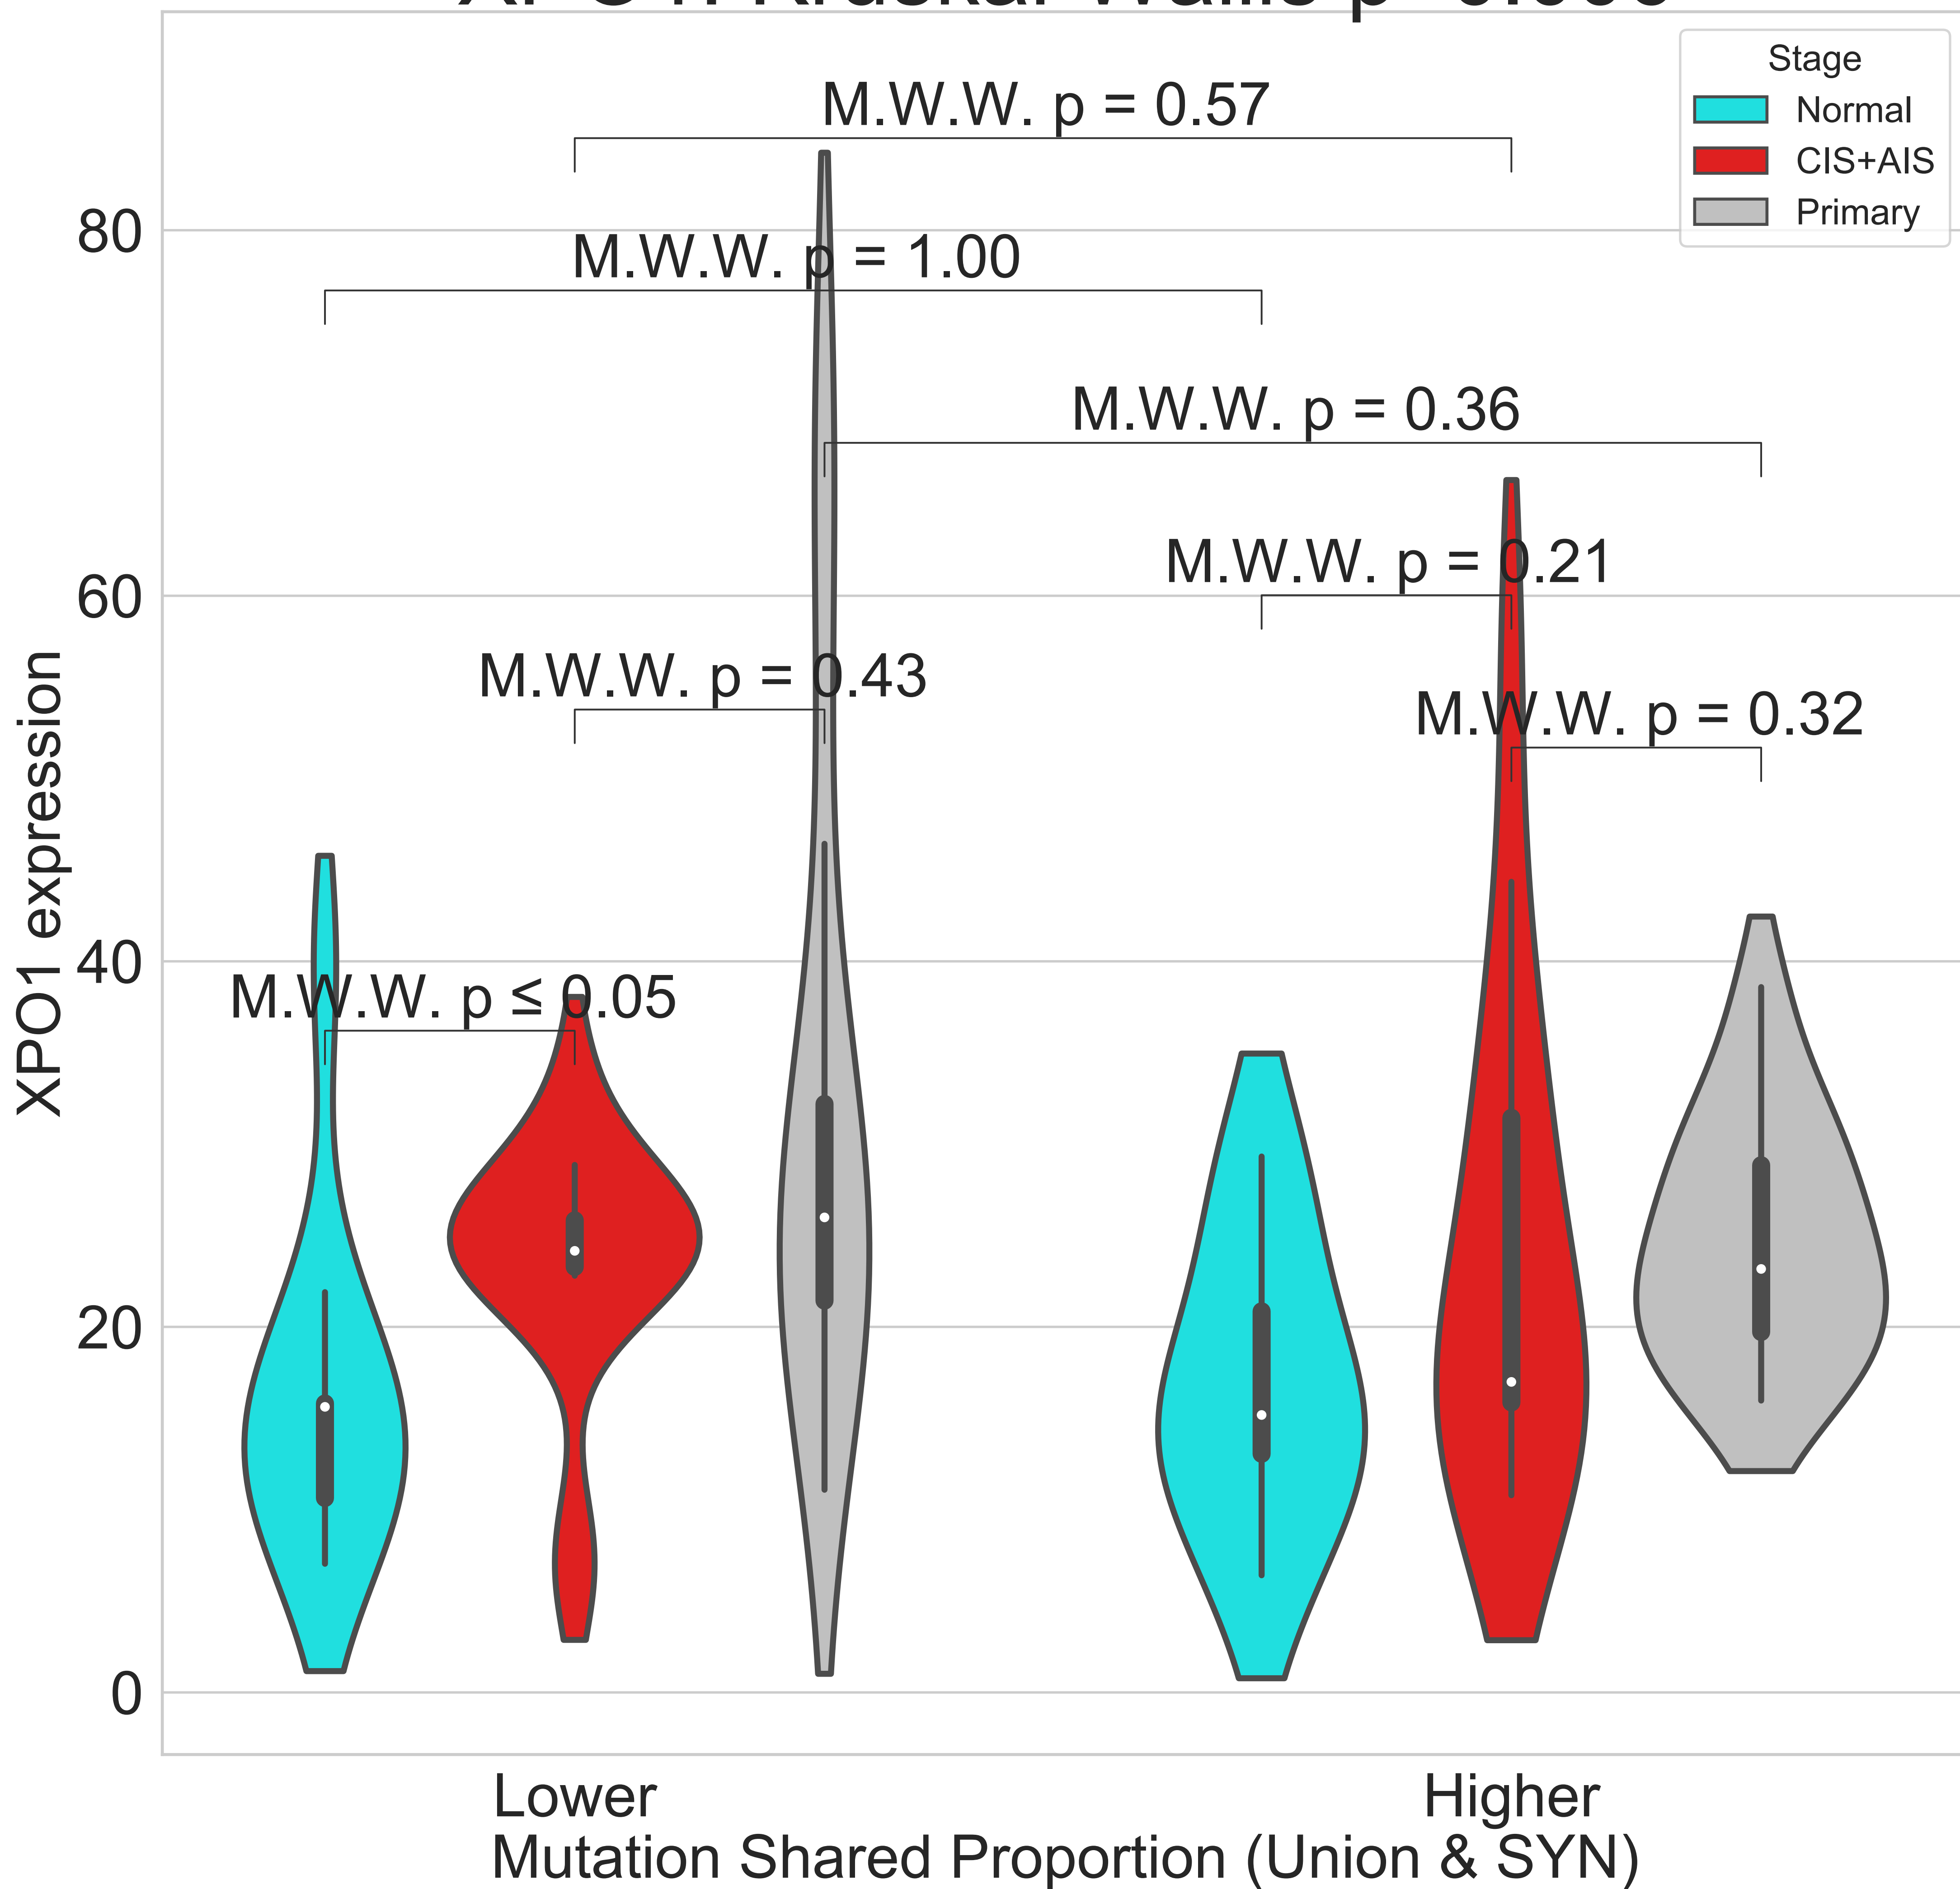 Stage
Normal
CIS+AIS
Primary
M.W.W. p = 0.57
M.W.W. p = 1.00
M.W.W. p = 0.36
M.W.W. p = 0.21
M.W.W. p = 0.43
M.W.W. p = 0.32
M.W.W. p ≤ 0.05
XPO1 expression
80
60
40
20
0
Lower
Higher
Mutation Shared Proportion (Union & SYN)